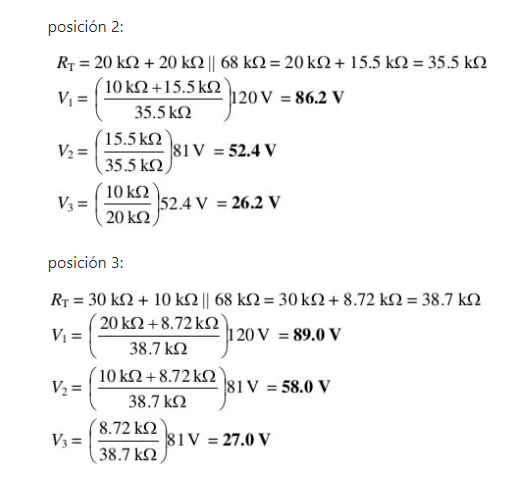 posición 2:
R_T = 20 kΩ + 20 kΩ || 68 kΩ = 20 kΩ + 15.5 kΩ = 35.5 kΩ
V₁ = (10 kΩ +15.5 kΩ / 35.5 kΩ)120 V = 86.2 V
V₂ = (15.5 kΩ / 35.5 kΩ)81 V = 52.4 V
V₃ = (10 kΩ / 20 kΩ)52.4 V = 26.2 V
posición 3:
R_T = 30 kΩ + 10 kΩ || 68 kΩ = 30 kΩ + 8.72 kΩ = 38.7 kΩ
V₁ = (20 kΩ + 8.72 kΩ / 38.7 kΩ)120 V = 89.0 V
V₂ = (10 kΩ + 8.72 kΩ / 38.7 kΩ)81 V = 58.0 V
V₃ = (8.72 kΩ / 38.7 kΩ)81 V = 27.0 V